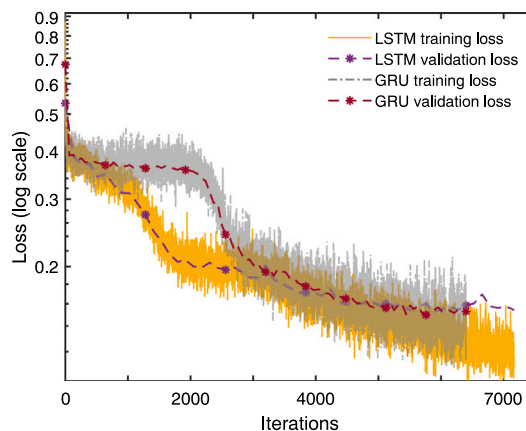 0.9
0.8
0.7
0.6
0.5
0.4
0.3
0.2
Loss (log scale)
LSTM training loss
LSTM validation loss
GRU training loss
GRU validation loss
0
2000
4000
7000
Iterations